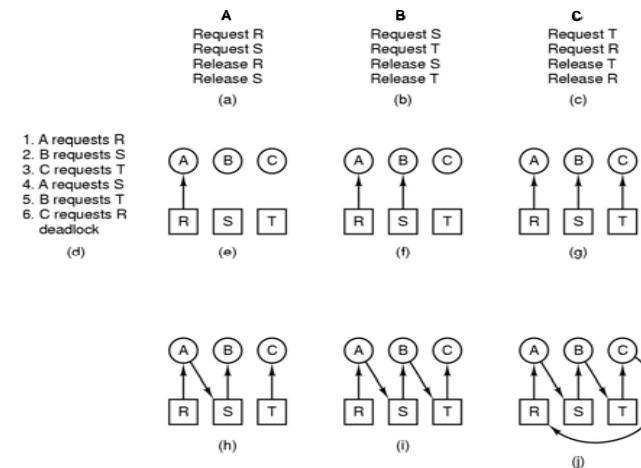 A B C
Request R Request S Request T
Request S Request T Request R
Release R Release S Release T
Release S Release T Release R
(a) (b) (c)
1. A requests R
2. B requests S
3. C requests T
4. A requests S
5. B requests T
6. C requests R
deadlock
(d)
A B C
R S T
(e)
A B C
R S T
(f)
A B C
R S T
(g)
A B C
R S T
(h)
A B C
R S T
(i)
A B C
R S T
(j)